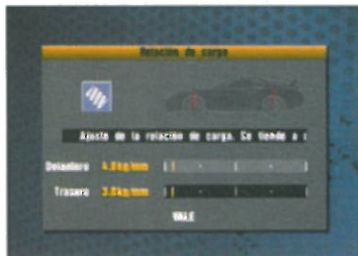 Relación de carga
Ajuste de la relación de carga. Se tiende a
Delantero 4.0kg/mm
Trasero 3.0kg/mm
VALE